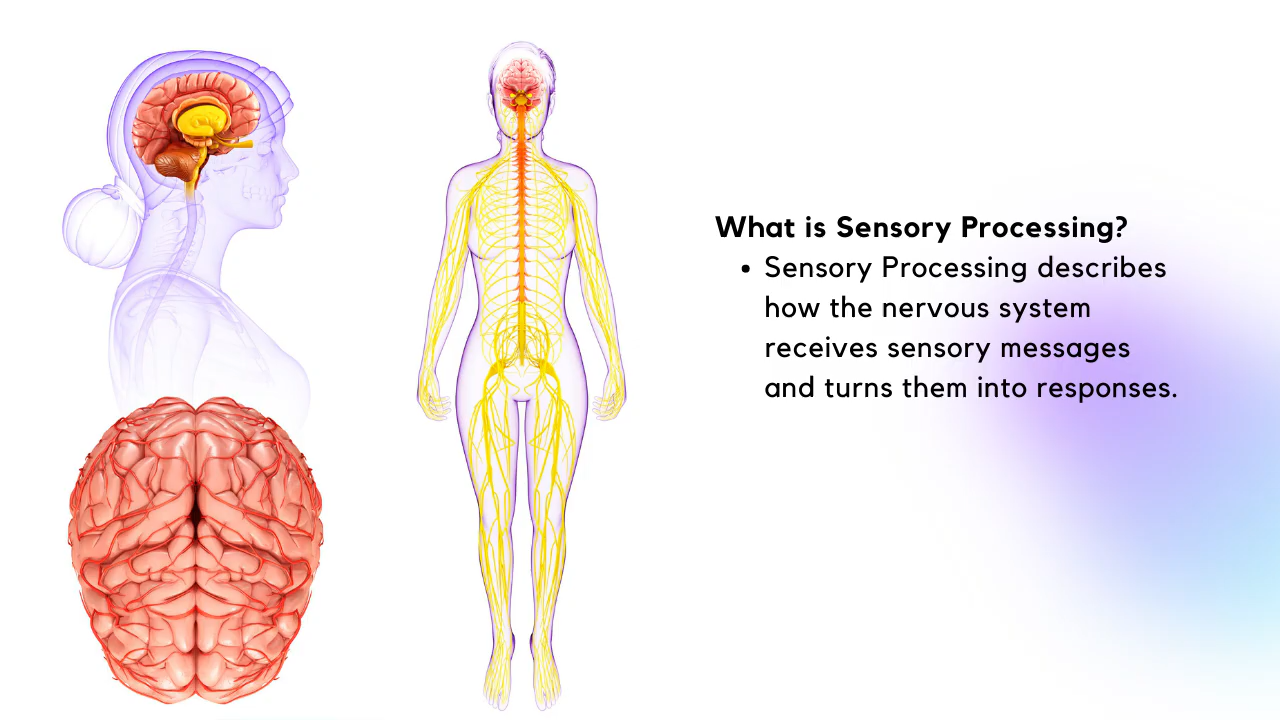 What is Sensory Processing?
• Sensory Processing describes
how the nervous system
receives sensory messages
and turns them into responses.